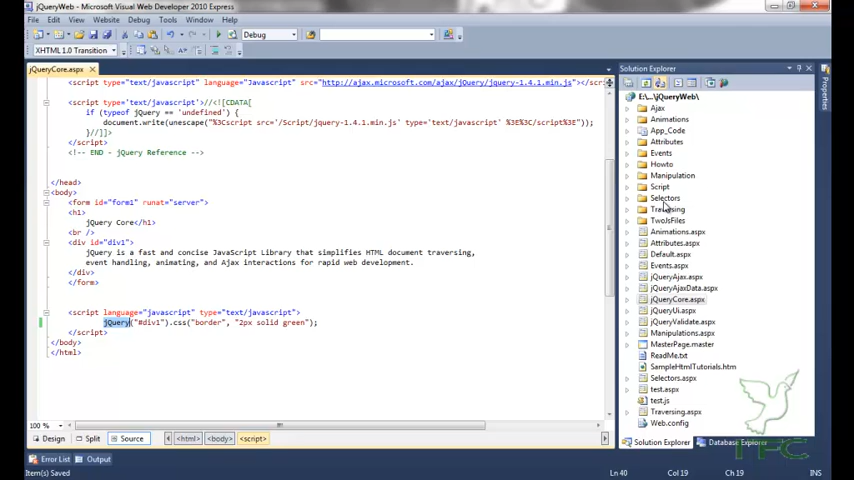 jQueryWeb - Microsoft Visual Web Developer 2010 Express
File Edit View Website Debug Tools Window Help
Debug
XHTML 1.0 Transition
jQueryCore.aspx
<script type="text/javascript" language="Javascript" src="http://ajax.microsoft.com/ajax/jQuery/jquery-1.4.1.min.js"></scr
<script type='text/javascript'>//<![CDATA[
if (typeof jQuery == 'undefined') {
document.write(unescape("%3Cscript src='/Script/jquery-1.4.1.min.js' type='text/javascript' %3E%3C/script%3E"));
}//]]>
</script>
<!-- END - jQuery Reference -->
</head>
<body>
<form id="form1" runat="server">
<h1>
jQuery Core</h1>
<br />
<div id="div1">
jQuery is a fast and concise JavaScript Library that simplifies HTML document traversing,
event handling, animating, and Ajax interactions for rapid web development.
</div>
</form>
<script language="javascript" type="text/javascript">
jQuery("#div1").css("border", "2px solid green");
</script>
</body>
</html>
100 %
Design Split Source <html> <body> <script>
Error List Output
Item(s) Saved
Ln 40 Col 19 Ch 19 INS
Solution Explorer
E:\...\jQueryWeb\
Ajax
Animations
App_Code
Attributes
Events
Howto
Manipulation
Script
Selectors
Traversing
TwoJsFiles
Animations.aspx
Attributes.aspx
Default.aspx
Events.aspx
jQueryAjax.aspx
jQueryAjaxData.aspx
jQueryCore.aspx
jQueryUi.aspx
jQueryValidate.aspx
Manipulations.aspx
MasterPage.master
ReadMe.txt
SampleHtmlTutorials.htm
Selectors.aspx
test.aspx
test.js
Traversing.aspx
Web.config
Solution Explorer Database Explorer
Properties
TFC